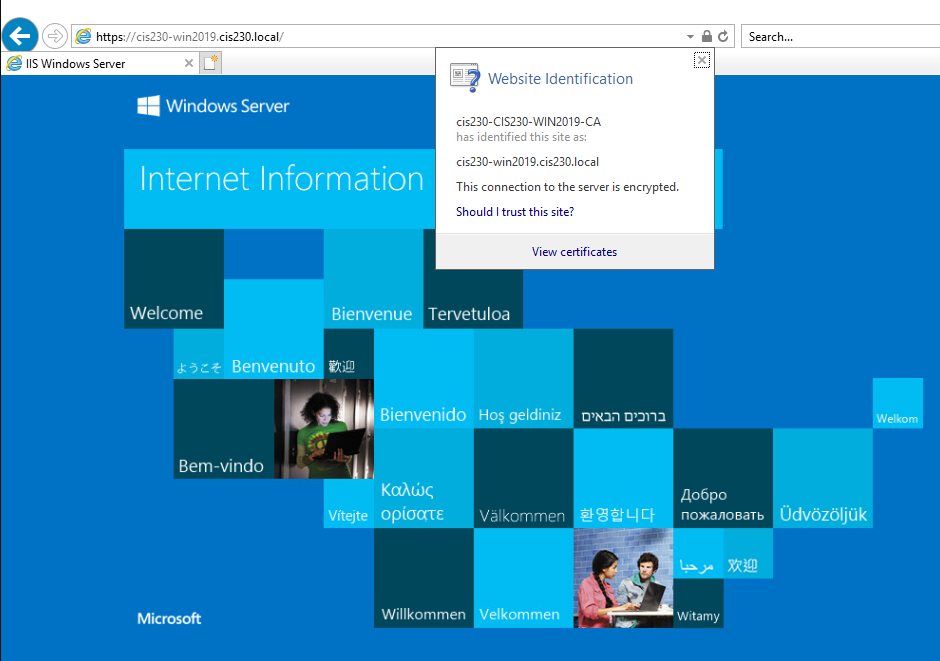 https://cis230-win2019.cis230.local/
Search...
IIS Windows Server
Website Identification
cis230-CIS230-WIN2019-CA
has identified this site as:
cis230-win2019.cis230.local
This connection to the server is encrypted.
Should I trust this site?
View certificates
Windows Server
Internet Information
Welcome
Bienvenue
Tervetuloa
ようこそ
Benvenuto
歡迎
Bienvenido
Hoş geldiniz
ברוכים הבאים
Welkom
Bem-vindo
Vítejte
Καλώς
ορίσατε
Välkommen
환영합니다
Добро
пожаловать
Üdvözöljük
مرحبا
欢迎
Microsoft
Willkommen
Velkommen
Witamy